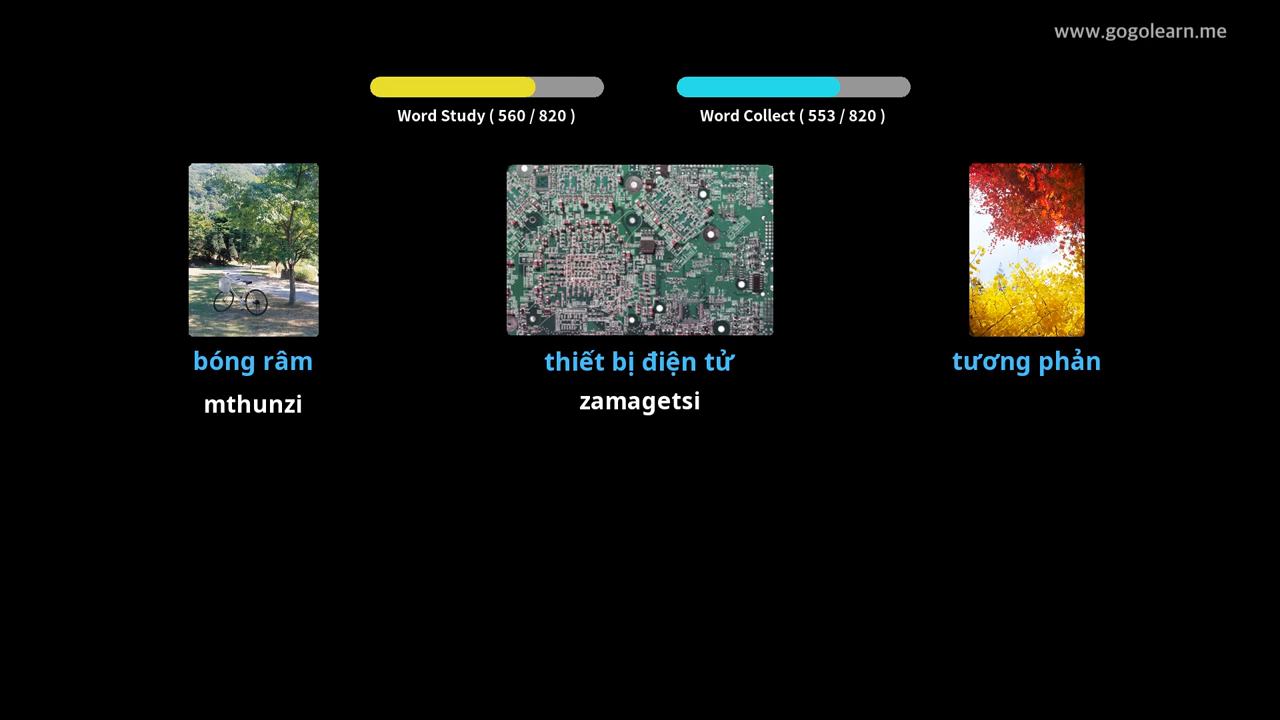 www.gogolearn.me
Word Study ( 560 / 820 )
Word Collect ( 553 / 820 )
bóng râm
thiết bị điện tử
tương phản
mthunzi
zamagetsi